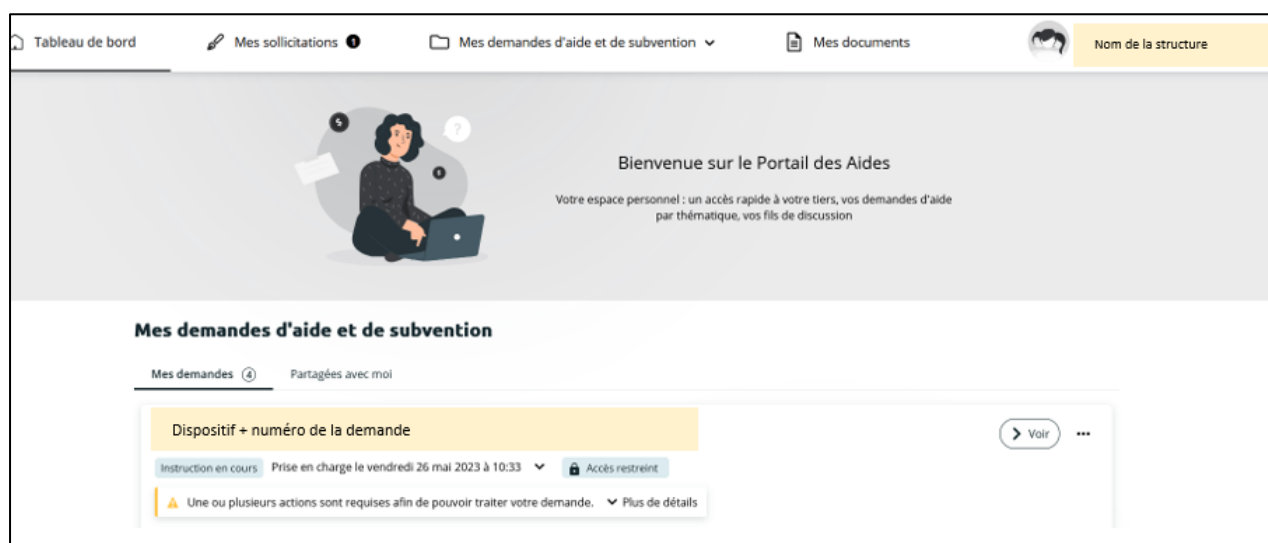 Tableau de bord
Mes sollicitations 1
Mes demandes d'aide et de subvention
Mes documents
Nom de la structure
$
?
Bienvenue sur le Portail des Aides
Votre espace personnel : un accès rapide à votre tiers, vos demandes d'aide
par thématique, vos fils de discussion
Mes demandes d'aide et de subvention
Mes demandes 4
Partagées avec moi
Dispositif + numéro de la demande
Voir
Instruction en cours
Prise en charge le vendredi 26 mai 2023 à 10:33
Accès restreint
Une ou plusieurs actions sont requises afin de pouvoir traiter votre demande.
Plus de détails